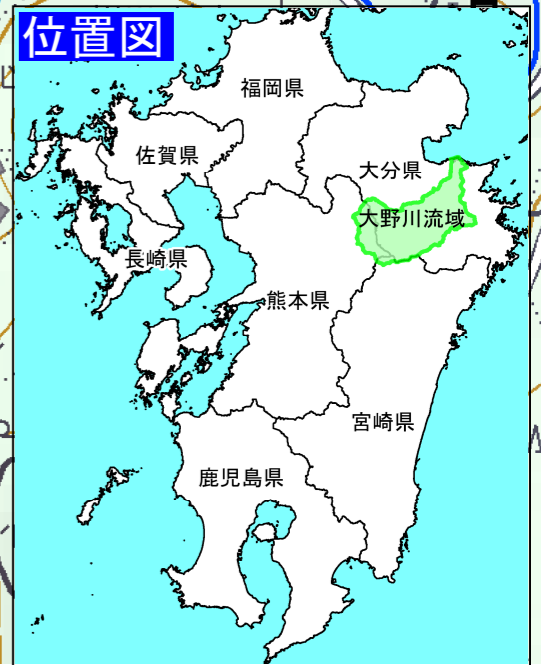 位置図
福岡県
佐賀県
大分県
大野川流域
長崎県
熊本県
宮崎県
鹿児島県